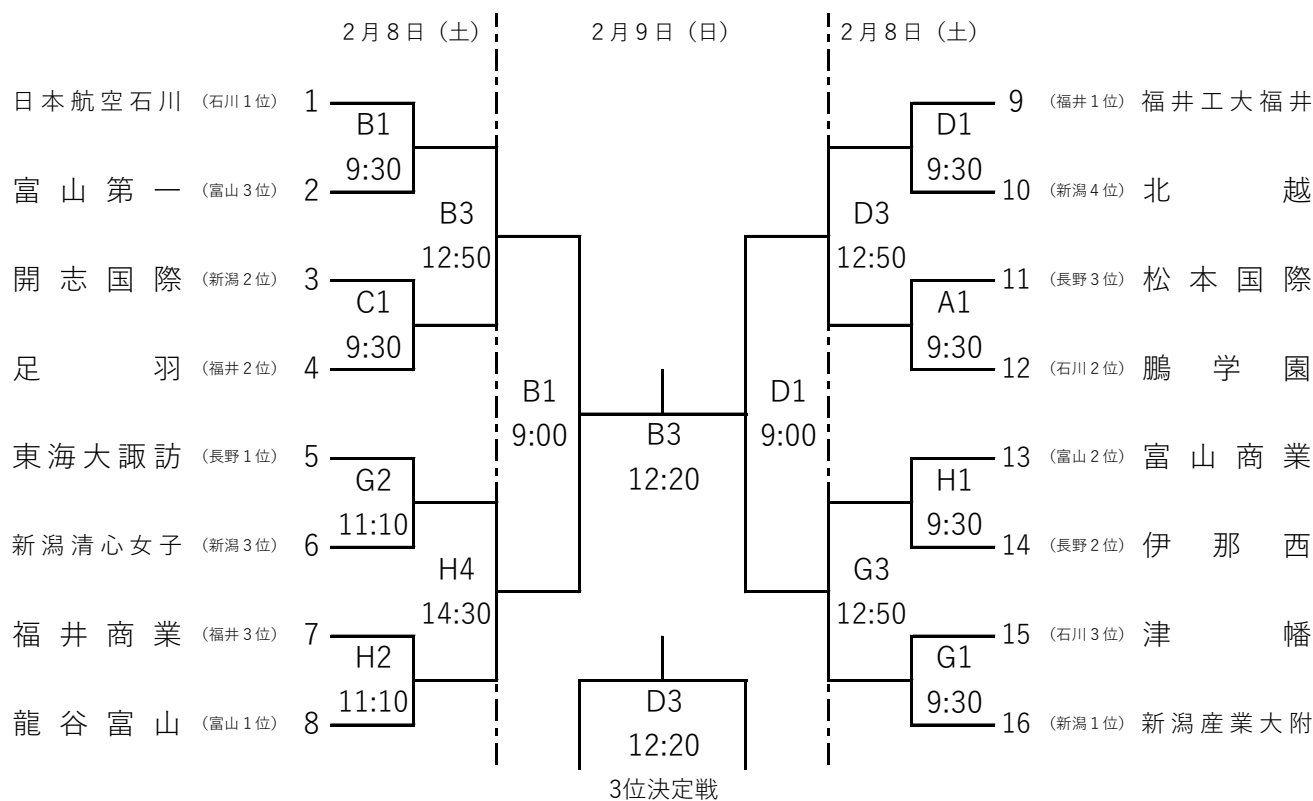 2月8日（土） 2月9日（日） 2月8日（土）
日本航空石川 （石川1位） 1
B1
9:30
富山第一 （富山3位） 2
B3
12:50
開志国際 （新潟2位） 3
C1
9:30
足羽 （福井2位） 4
B1
9:00
東海大諏訪 （長野1位） 5
G2
11:10
新潟清心女子 （新潟3位） 6
H4
14:30
福井商業 （福井3位） 7
H2
11:10
龍谷富山 （富山1位） 8
B3
12:20
D3
12:20
3位決定戦
9 （福井1位） 福井工大福井
D1
9:30
10 （新潟4位） 北越
D3
12:50
11 （長野3位） 松本国際
A1
9:30
12 （石川2位） 鵬学園
D1
9:00
13 （富山2位） 富山商業
H1
9:30
14 （長野2位） 伊那西
G3
12:50
15 （石川3位） 津幡
G1
9:30
16 （新潟1位） 新潟産業大附